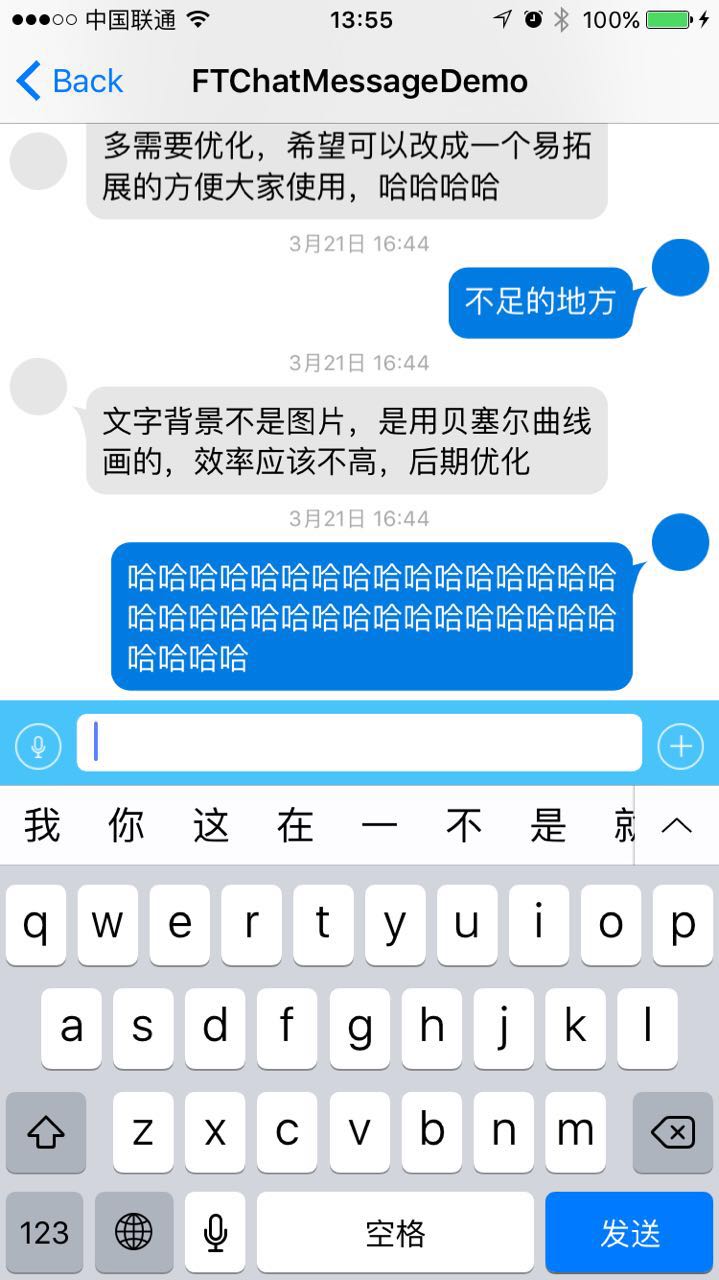 中国联通 13:55 100%
Back FTChatMessageDemo
多需要优化，希望可以改成一个易拓
展的方便大家使用，哈哈哈哈
3月21日 16:44
不足的地方
3月21日 16:44
文字背景不是图片，是用贝塞尔曲线
画的，效率应该不高，后期优化
3月21日 16:44
哈哈哈哈哈哈哈哈哈哈哈哈哈哈哈哈
哈哈哈哈哈哈哈哈哈哈哈哈哈哈哈哈
哈哈哈哈
我 你 这 在 一 不 是 就
q w e r t y u i o p
a s d f g h j k l
z x c v b n m
123 空格 发送